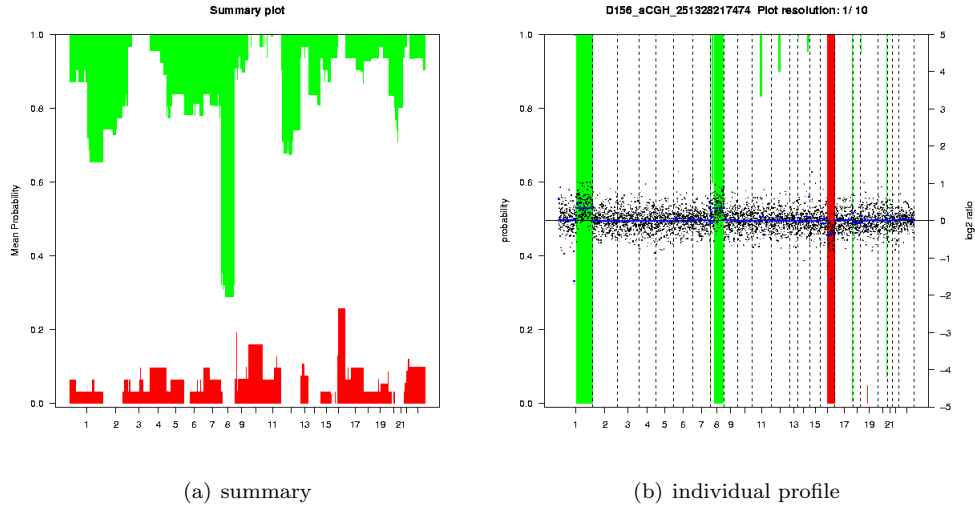 Summary plot
1.0
0.8
0.6
0.4
0.2
0.0
Mean Probability
1 2 3 4 5 6 7 8 9 11 13 15 17 19 21
(a) summary
D156_aCGH_251328217474 Plot resolution: 1/ 10
1.0
0.8
0.6
0.4
0.2
0.0
probability
5
4
3
2
1
0
-1
-2
-3
-4
-5
log2 ratio
1 2 3 4 5 6 7 8 9 11 13 15 17 19 21
(b) individual profile